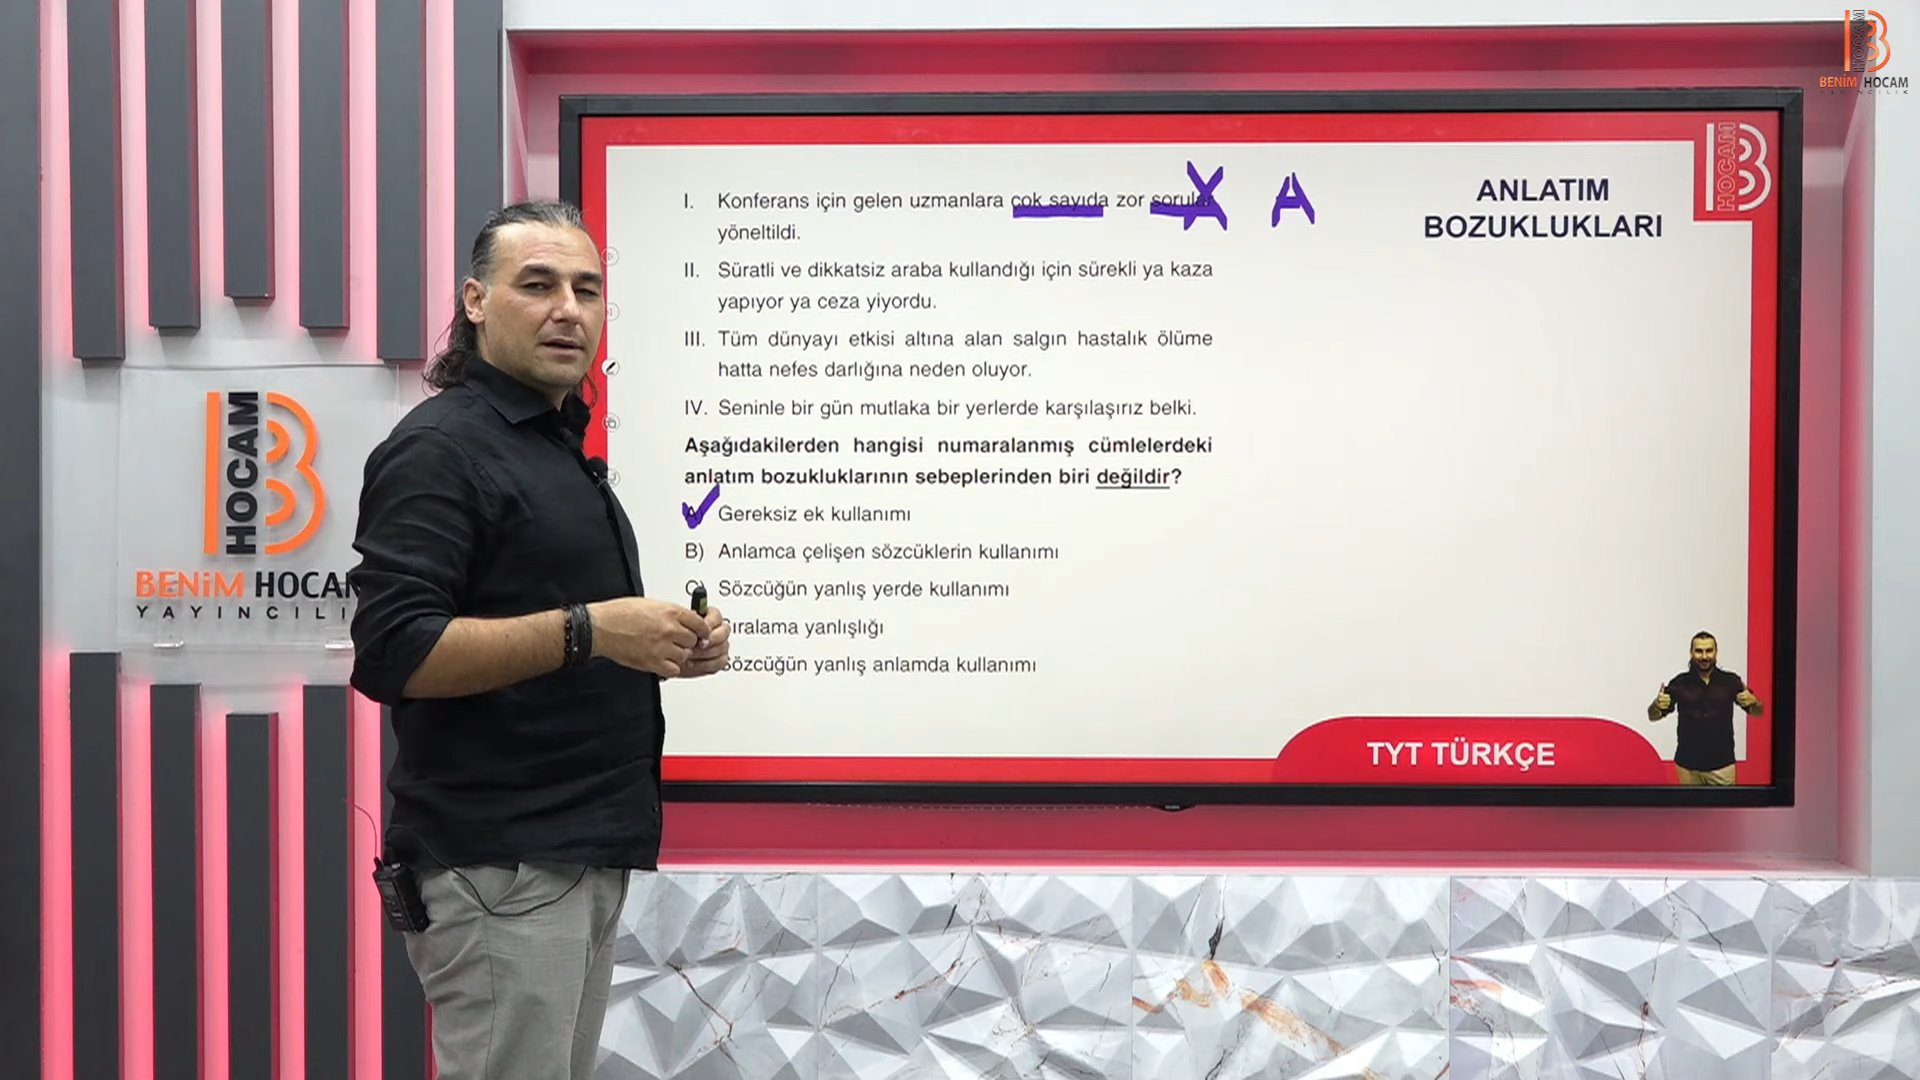 HOCAM
BENİM HOCAM
YAYINCILIK
HOCAM
ANLATIM
BOZUKLUKLARI
I. Konferans için gelen uzmanlara çok sayıda zor sorular
yöneltildi.
X A
II. Süratli ve dikkatsiz araba kullandığı için sürekli ya kaza
yapıyor ya ceza yiyordu.
III. Tüm dünyayı etkisi altına alan salgın hastalık ölüme
hatta nefes darlığına neden oluyor.
IV. Seninle bir gün mutlaka bir yerlerde karşılaşırız belki.
Aşağıdakilerden hangisi numaralanmış cümlelerdeki
anlatım bozukluklarının sebeplerinden biri değildir?
A) Gereksiz ek kullanımı
B) Anlamca çelişen sözcüklerin kullanımı
C) Sözcüğün yanlış yerde kullanımı
Sıralama yanlışlığı
Sözcüğün yanlış anlamda kullanımı
TYT TÜRKÇE
HOCAM
BENİM HOCAM
YAYINCILI